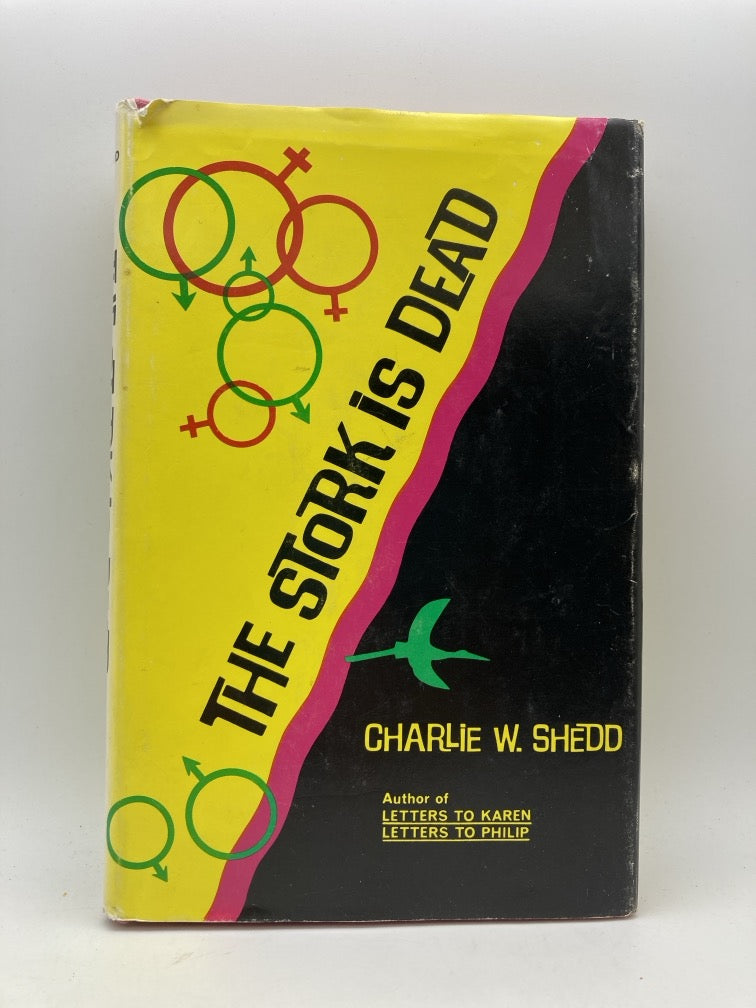 THE STORK IS DEAD
CHARLIE W. SHEDD
Author of
LETTERS TO KAREN
LETTERS TO PHILIP